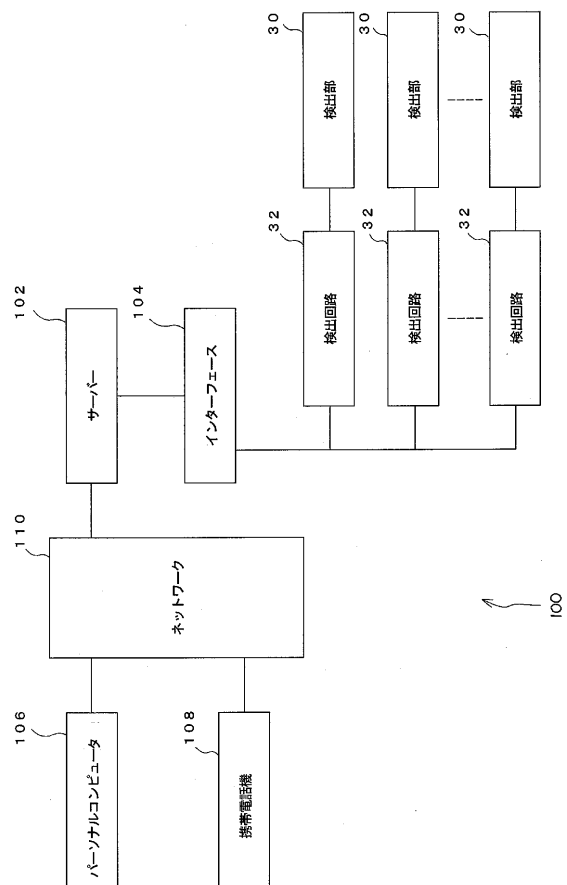 106
パーソナルコンピュータ
108
携帯電話機
110
ネットワーク
102
サーバー
104
インターフェース
32
検出回路
32
検出回路
32
検出回路
30
検出部
30
検出部
30
検出部
100